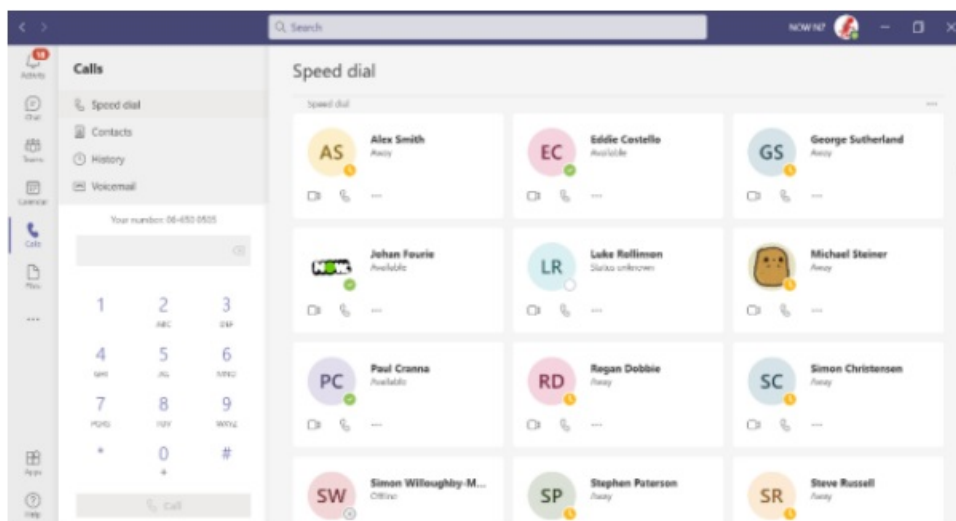 Search
NOW NZ
Activity
Chat
Teams
Calendar
Calls
Files
Apps
Help
Calls
Speed dial
Contacts
History
Voicemail
Your number: 06-650 0505
1
2
ABC
3
DEF
4
GHI
5
JKL
6
MNO
7
PQRS
8
TUV
9
WXYZ
*
0
+
#
Call
Speed dial
Speed dial
AS
Alex Smith
Away
EC
Eddie Costello
Available
GS
George Sutherland
Away
NOW
Johan Fourie
Available
LR
Luke Rollinson
Status unknown
Michael Steiner
Away
PC
Paul Cranna
Available
RD
Regan Dobbie
Away
SC
Simon Christensen
Away
SW
Simon Willoughby-M...
Offline
SP
Stephen Paterson
Away
SR
Steve Russell
Away